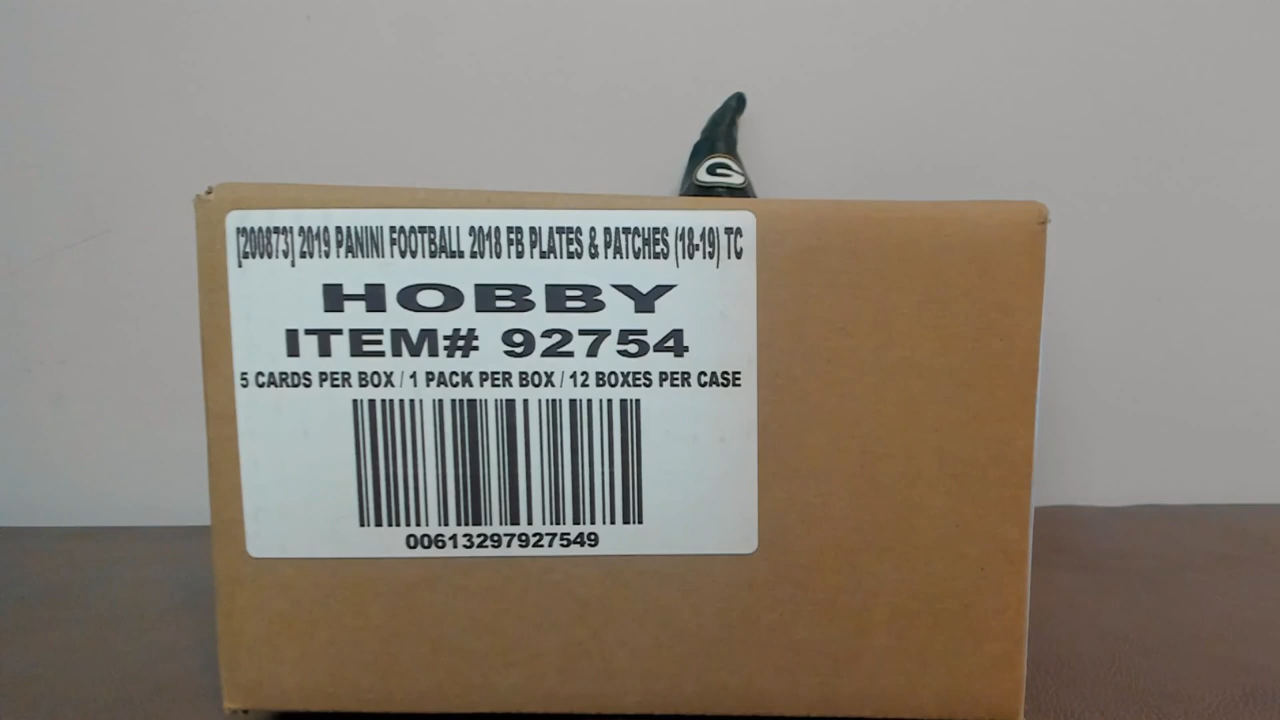 G
[200873] 2019 PANINI FOOTBALL 2018 FB PLATES & PATCHES (18-19) TC
HOBBY
ITEM# 92754
5 CARDS PER BOX / 1 PACK PER BOX / 12 BOXES PER CASE
00613297927549